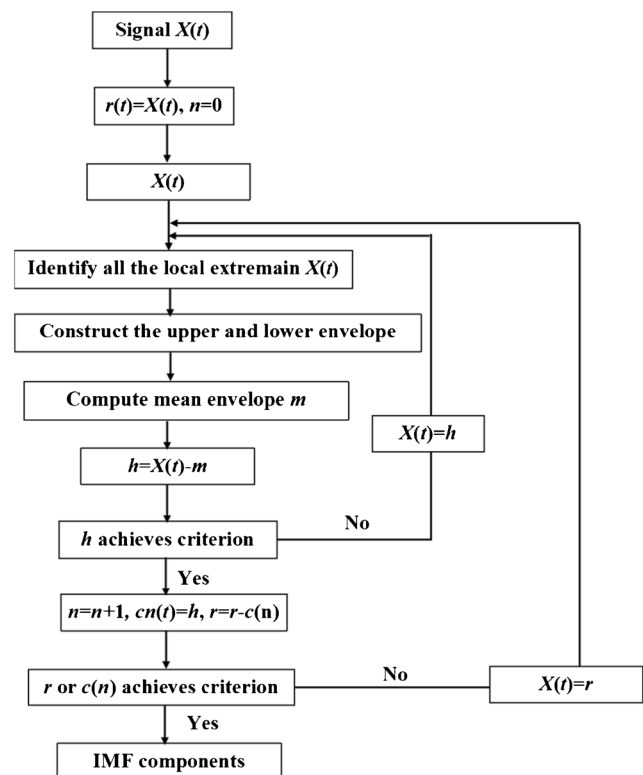 Signal X(t)
r(t)=X(t), n=0
X(t)
Identify all the local extremain X(t)
Construct the upper and lower envelope
Compute mean envelope m
X(t)=h
h=X(t)-m
No
h achieves criterion
Yes
n=n+1, cn(t)=h, r=r-c(n)
No
r or c(n) achieves criterion
X(t)=r
Yes
IMF components